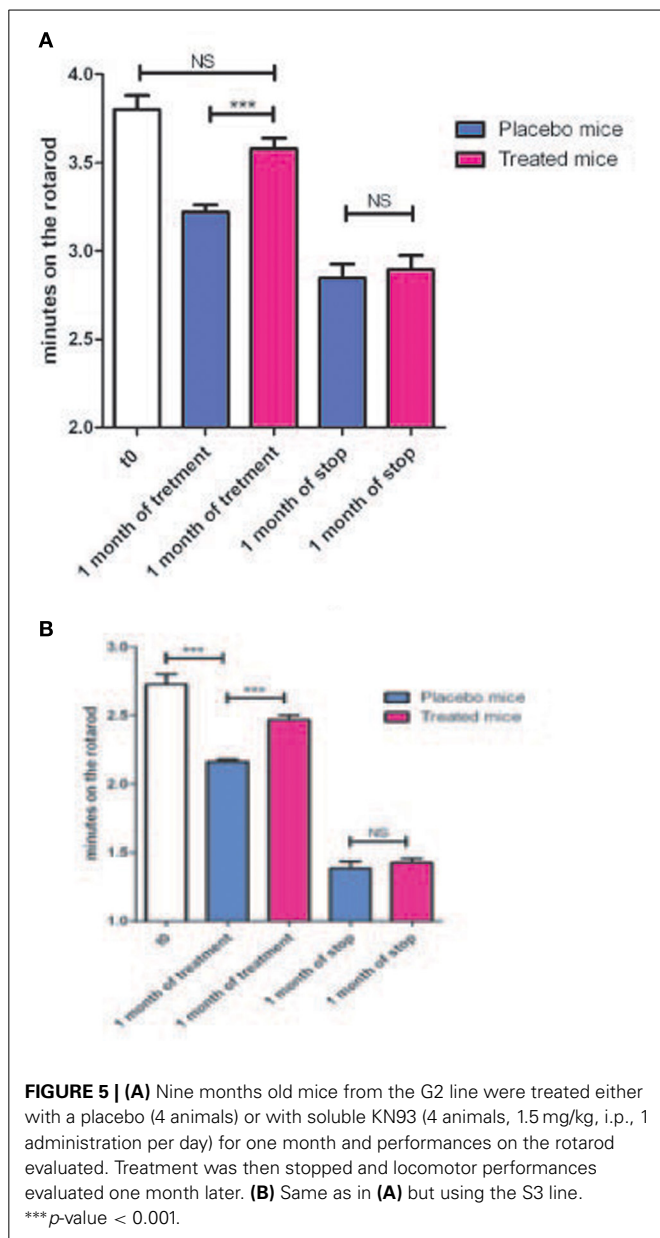 A
NS
***
NS
4.0
3.5
3.0
2.5
2.0
minutes on the rotarod
Placebo mice
Treated mice
t0
1 month of tretment
1 month of tretment
1 month of stop
1 month of stop
B
***
***
NS
3.0
2.5
2.0
1.5
1.0
minutes on the rotarod
Placebo mice
Treated mice
t0
1 month of treatment
1 month of treatment
1 month of stop
1 month of stop
FIGURE 5 | (A) Nine months old mice from the G2 line were treated either
with a placebo (4 animals) or with soluble KN93 (4 animals, 1.5 mg/kg, i.p., 1
administration per day) for one month and performances on the rotarod
evaluated. Treatment was then stopped and locomotor performances
evaluated one month later. (B) Same as in (A) but using the S3 line.
***p-value < 0.001.